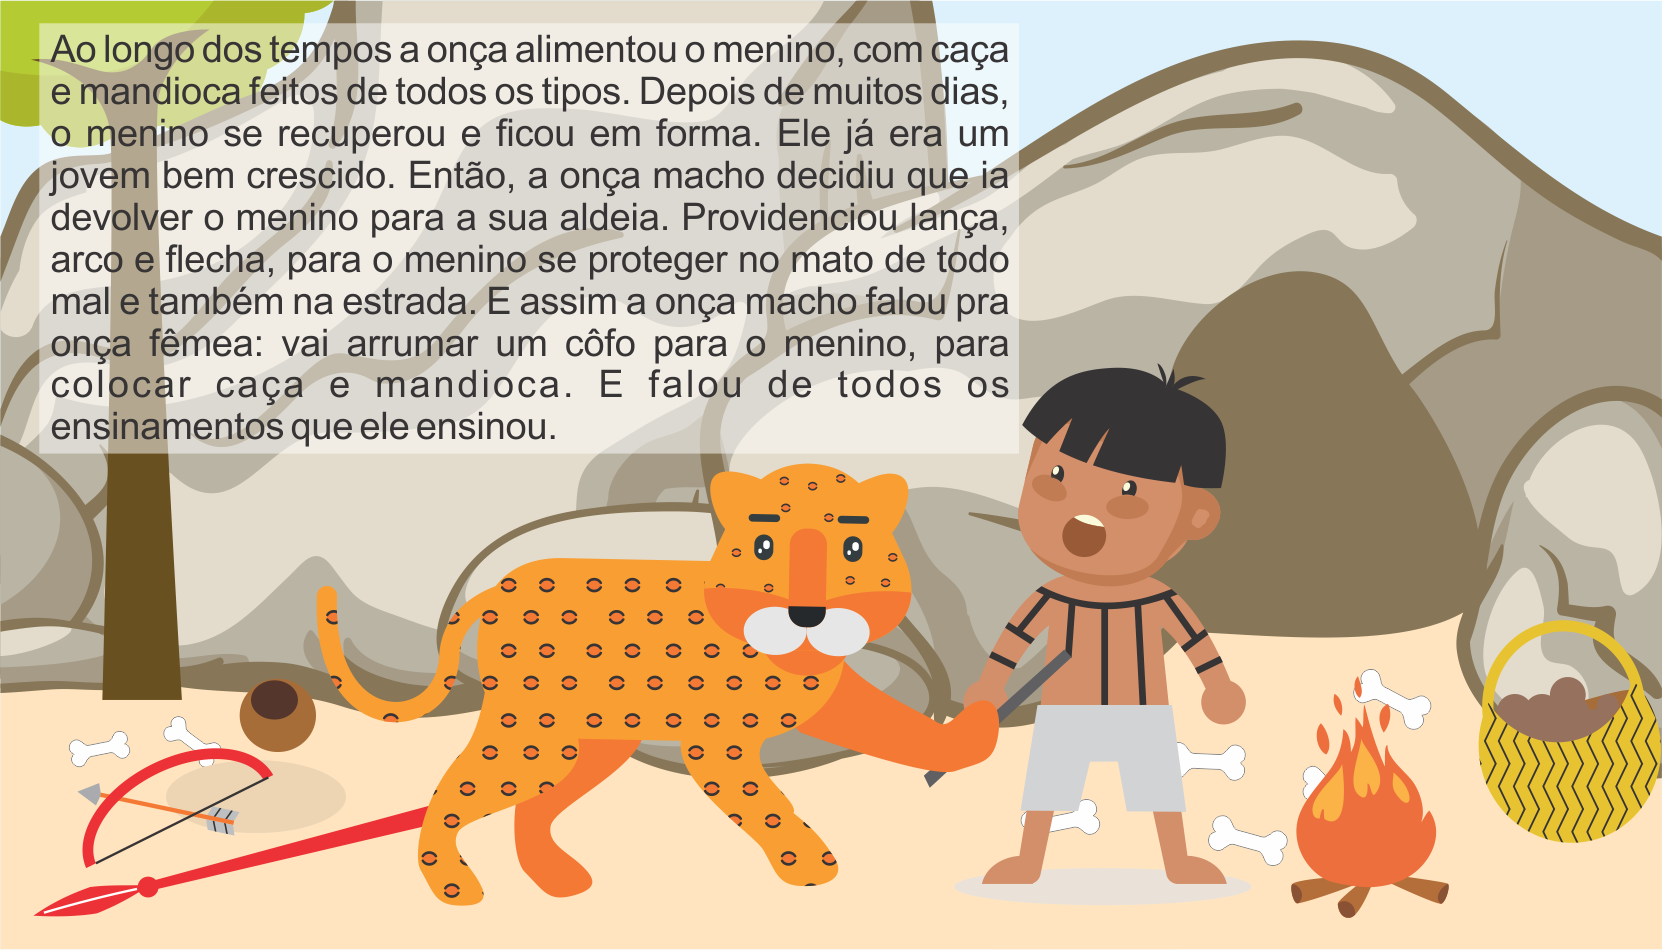 Ao longo dos tempos a onça alimentou o menino, com caça
e mandioca feitos de todos os tipos. Depois de muitos dias,
o menino se recuperou e ficou em forma. Ele já era um
jovem bem crescido. Então, a onça macho decidiu que ia
devolver o menino para a sua aldeia. Providenciou lança,
arco e flecha, para o menino se proteger no mato de todo
mal e também na estrada. E assim a onça macho falou pra
onça fêmea: vai arrumar um côfo para o menino, para
colocar caça e mandioca. E falou de todos os
ensinamentos que ele ensinou.